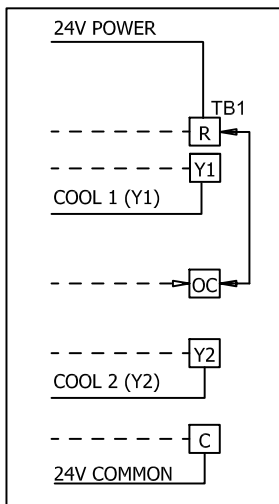 24V POWER
TB1
R
Y1
COOL 1 (Y1)
OC
Y2
COOL 2 (Y2)
C
24V COMMON